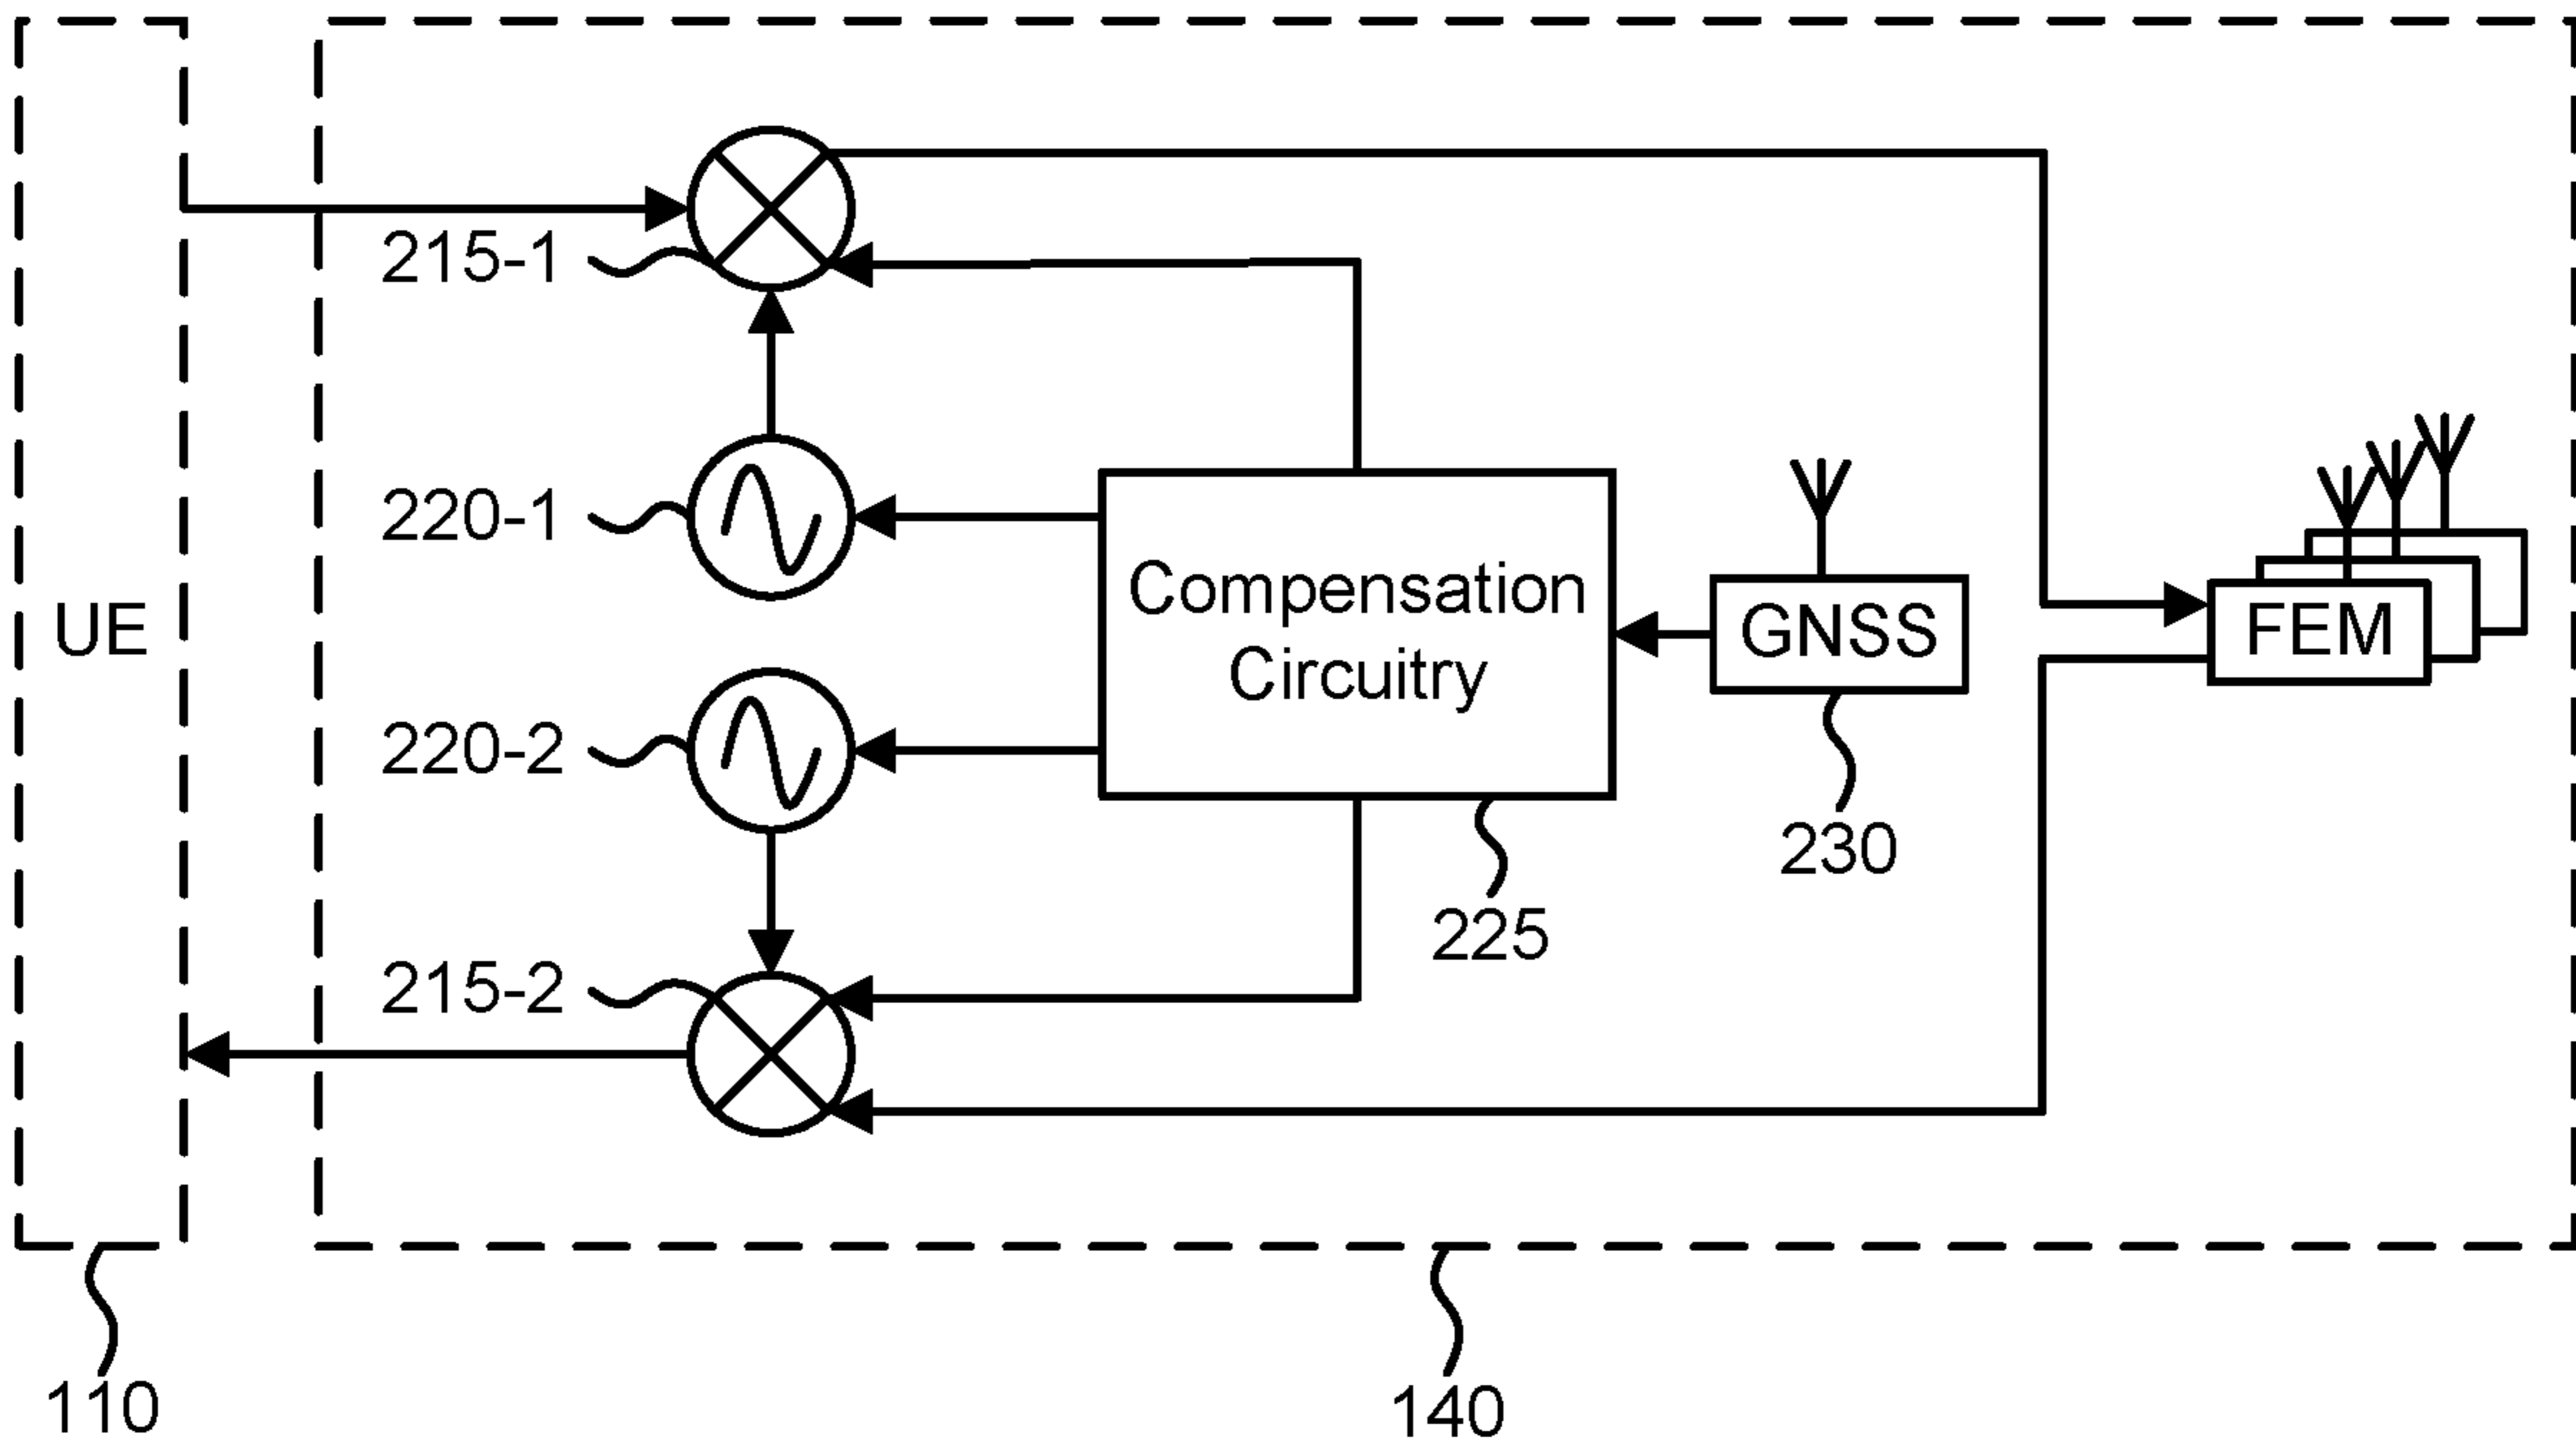 215-1
220-1
UE
Compensation
Circuitry
GNSS
FEM
220-2
230
225
215-2
110
140